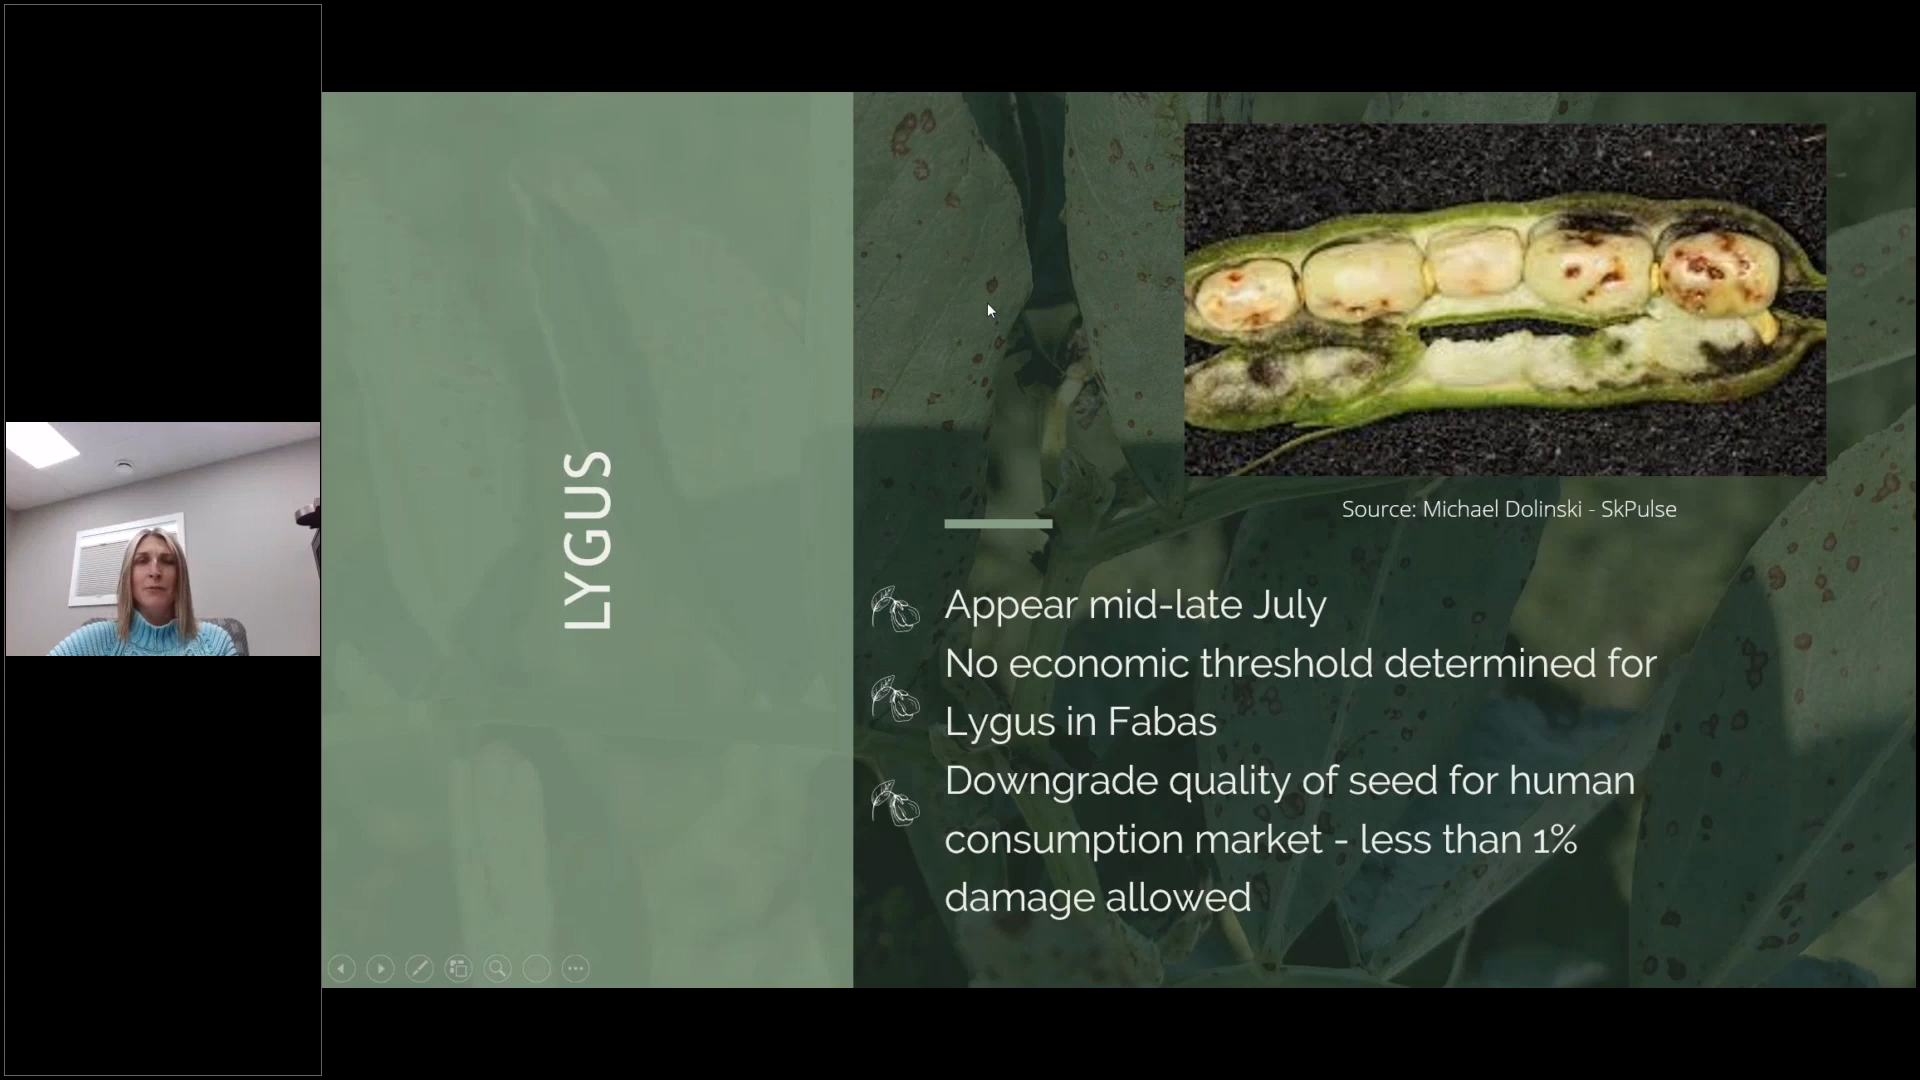 LYGUS
Source: Michael Dolinski - SkPulse
Appear mid-late July
No economic threshold determined for
Lygus in Fabas
Downgrade quality of seed for human
consumption market - less than 1%
damage allowed